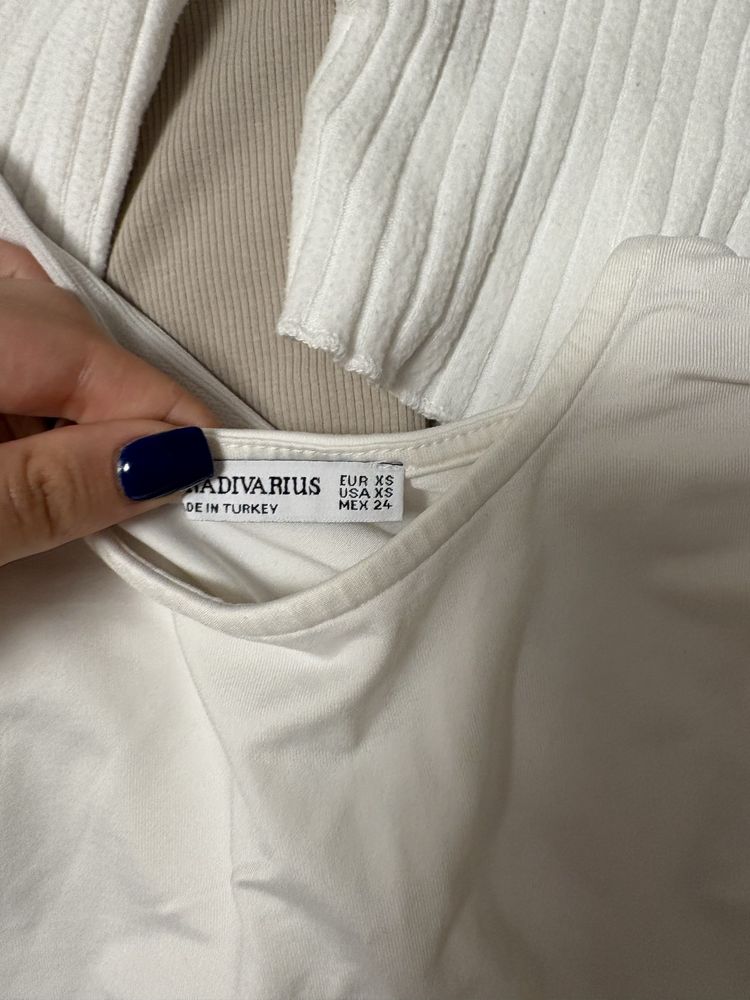 ADIVARIUS
DE IN TURKEY
EUR XS
USA XS
MEX 24